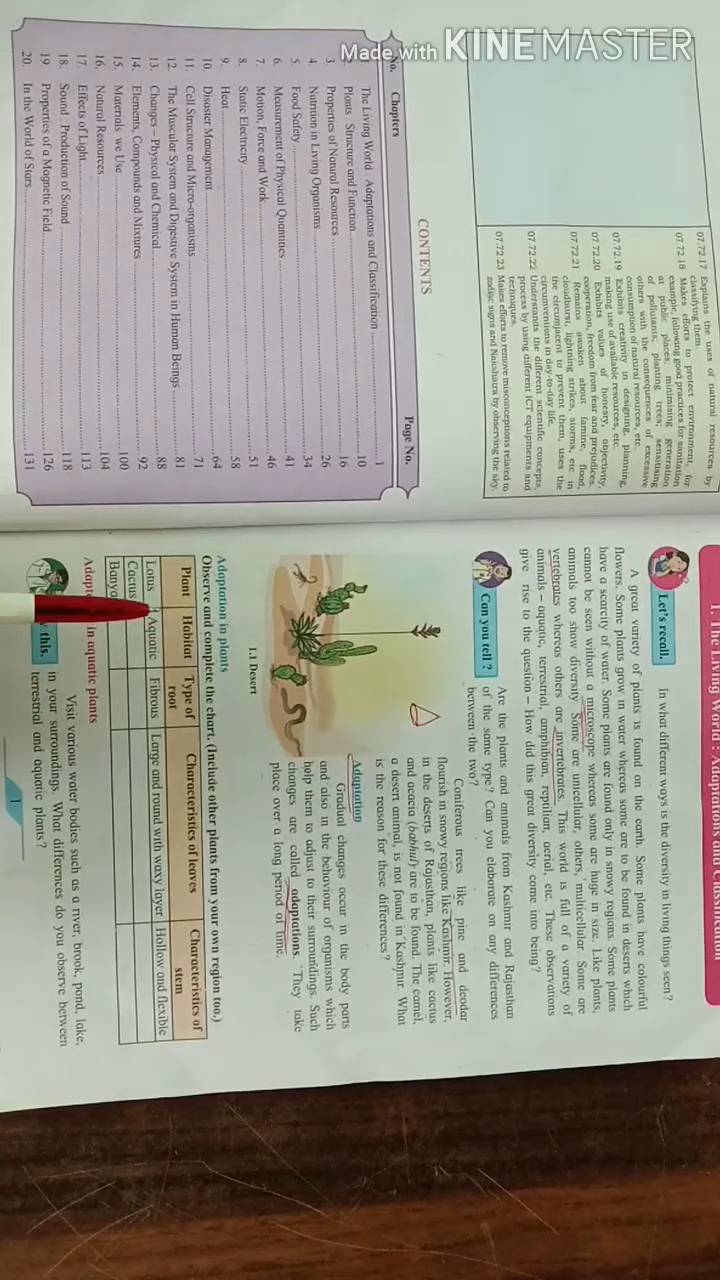 Made with KINEMASTER
07.72.17 Explains the uses of natural resources by
classifying them.
07.72.18 Makes efforts to protect environment, for
example, following good practices for sanitation
at public places; minimising generation
of pollutants; planting trees; sensitising
others with the consequences of excessive
consumption of natural resources, etc.
07.72.19 Exhibits creativity in designing, planning,
making use of available resources, etc.
07.72.20 Exhibits values of honesty, objectivity,
cooperation, freedom from fear and prejudices.
07.72.21 Remains awaken about famine, flood,
cloudburst, lightning strikes, storms, etc in
the circumjacent to prevent them, uses the
circumventions in day-to-day life.
07.72.22 Understands the different scientific concepts,
process by using different ICT equipments and
techniques.
07.72.23 Makes efforts to remove misconceptions related to
zodiac signs and Nakshatra by observing the sky.
CONTENTS
No. Chapters Page No.
The Living World : Adaptations and Classification 1
Plants : Structure and Function 10
3. Properties of Natural Resources 16
4. Nutrition in Living Organisms 26
5. Food Safety 34
6. Measurement of Physical Quantities 41
7. Motion, Force and Work 46
8. Static Electricity 51
9. Heat 58
10. Disaster Management 64
11. Cell Structure and Micro-organisms 71
12. The Muscular System and Digestive System in Human Beings 81
13. Changes – Physical and Chemical 88
14. Elements, Compounds and Mixtures 92
15. Materials we Use 100
16. Natural Resources 104
17. Effects of Light 113
18. Sound : Production of Sound 118
19. Properties of a Magnetic Field 126
20. In the World of Stars 131
1. The Living World : Adaptations and Classification
Let's recall. In what different ways is the diversity in living things seen?
A great variety of plants is found on the earth. Some plants have colourful
flowers. Some plants grow in water whereas some are to be found in deserts which
have a scarcity of water. Some plants are found only in snowy regions. Some plants
cannot be seen without a microscope whereas some are huge in size. Like plants,
animals too show diversity. Some are unicellular, others, multicellular. Some are
vertebrates whereas others are invertebrates. This world is full of a variety of
animals – aquatic, terrestrial, amphibian, reptilian, aerial, etc. These observations
give rise to the question – How did this great diversity come into being?
Can you tell ? Are the plants and animals from Kashmir and Rajasthan
of the same type? Can you elaborate on any differences
between the two?
Coniferous trees like pine and deodar
flourish in snowy regions like Kashmir. However,
in the deserts of Rajasthan, plants like cactus
and acacia (babhul) are to be found. The camel,
a desert animal, is no found in Kashmir. What
is the reason for these differences?
Adaptation
Gradual changes occur in the body parts
and also in the behaviour of organisms which
help them to adjust to their surroundings. Such
changes are called adaptations. They take
place over a long period of time.
1.1 Desert
Adaptation in plants
Observe and complete the chart. (Include other plants from your own region too.)
Plant Habitat Type of root Characteristics of leaves Characteristics of stem
Lotus Aquatic Fibrous Large and round with waxy layer Hollow and flexible
Cactus
Banya
in aquatic plants
this. Visit various water bodies such as a river, brook, pond, lake,
in your surroundings. What differences do you observe between
terrestrial and aquatic plants?
1